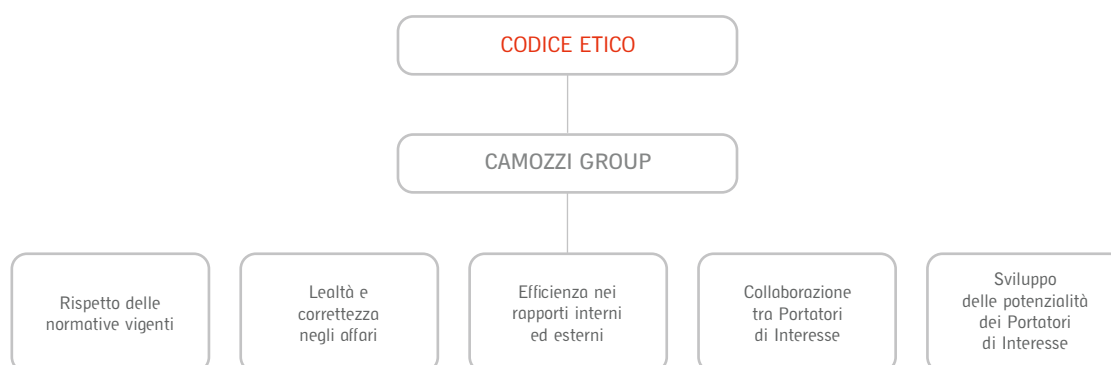 CODICE ETICO
CAMOZZI GROUP
Rispetto delle
normative vigenti
Lealtà e
correttezza
negli affari
Efficienza nei
rapporti interni
ed esterni
Collaborazione
tra Portatori
di Interesse
Sviluppo
delle potenzialità
dei Portatori
di Interesse